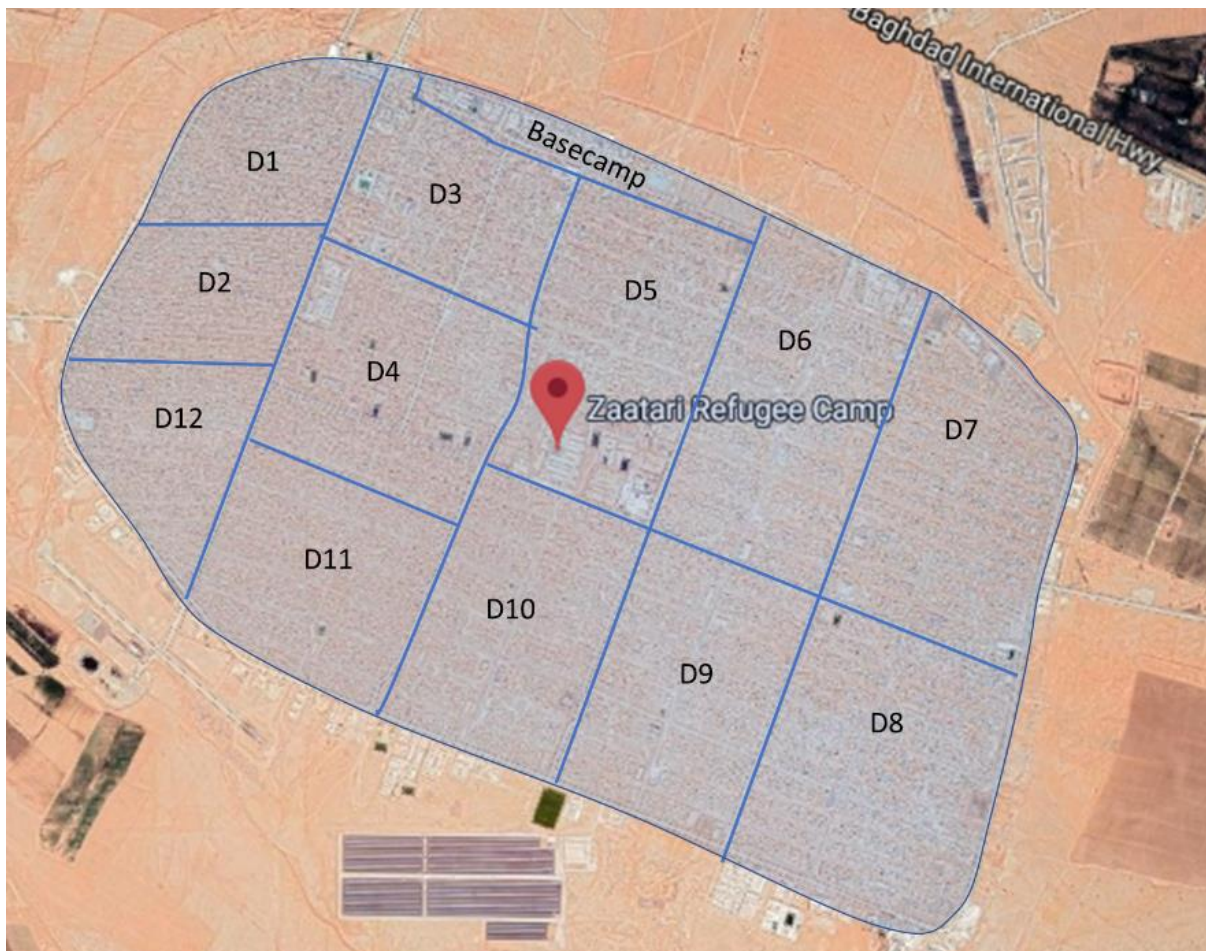 Baghdad International Hwy
Basecamp
D1
D3
D2
D5
D6
D4
Zaatari Refugee Camp
D12
D7
D11
D10
D9
D8